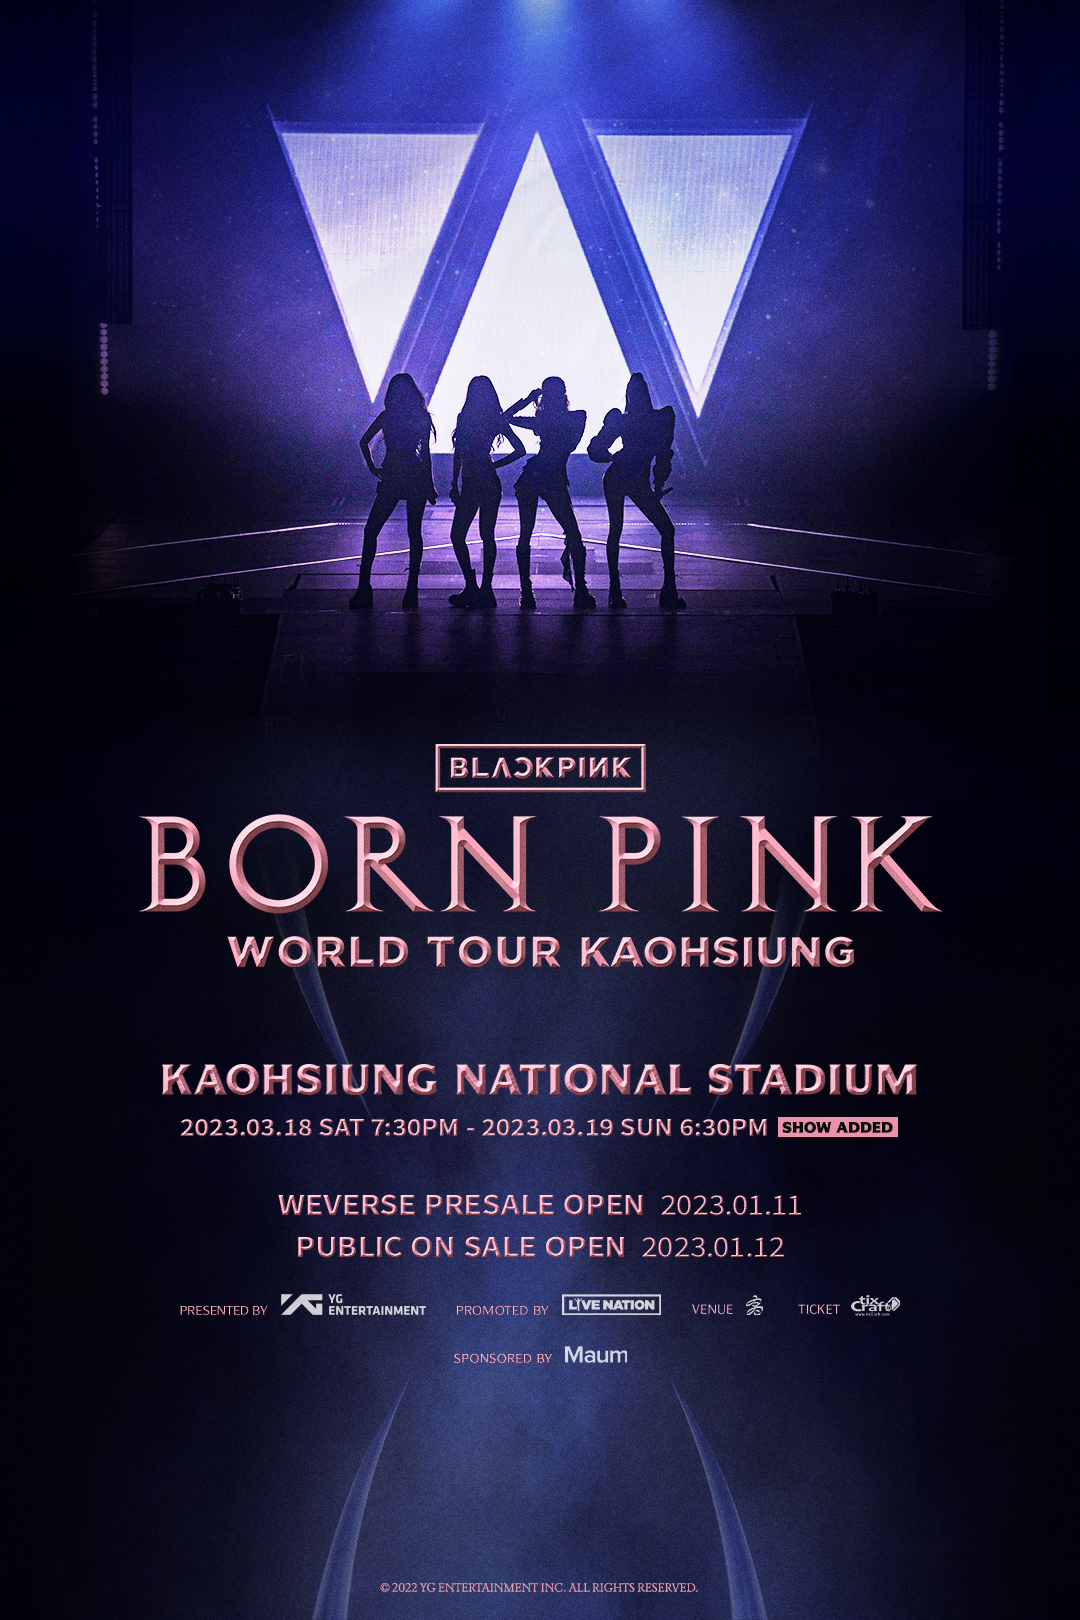 BLACKPINK
BORN PINK
WORLD TOUR KAOHSIUNG
KAOHSIUNG NATIONAL STADIUM
2023.03.18 SAT 7:30PM - 2023.03.19 SUN 6:30PM SHOW ADDED
WEVERSE PRESALE OPEN 2023.01.11
PUBLIC ON SALE OPEN 2023.01.12
PRESENTED BY YG ENTERTAINMENT PROMOTED BY LIVE NATION VENUE TICKET tixCraft
SPONSORED BY Maum
© 2022 YG ENTERTAINMENT INC. ALL RIGHTS RESERVED.